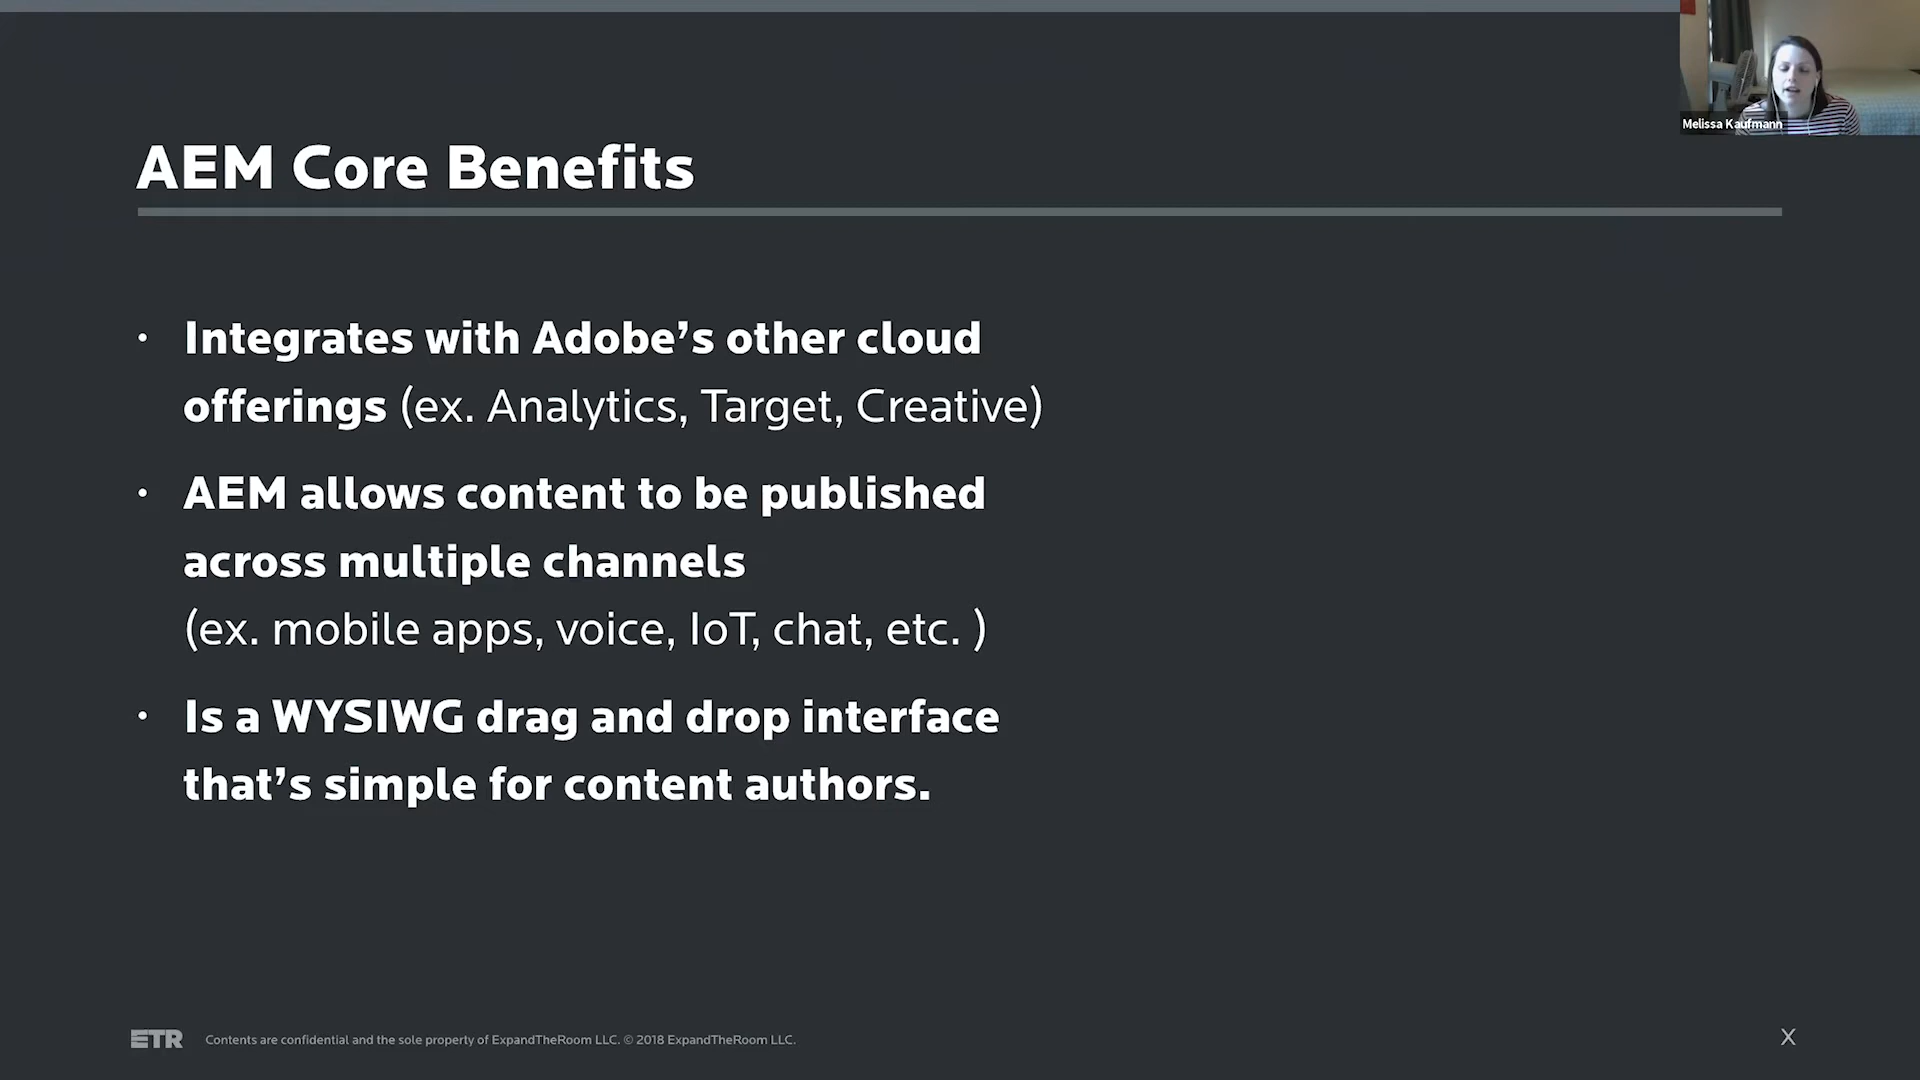 Melissa Kaufmann
AEM Core Benefits
• Integrates with Adobe’s other cloud
offerings (ex. Analytics, Target, Creative)
• AEM allows content to be published
across multiple channels
(ex. mobile apps, voice, IoT, chat, etc. )
• Is a WYSIWG drag and drop interface
that’s simple for content authors.
ETR Contents are confidential and the sole property of ExpandTheRoom LLC. © 2018 ExpandTheRoom LLC. X